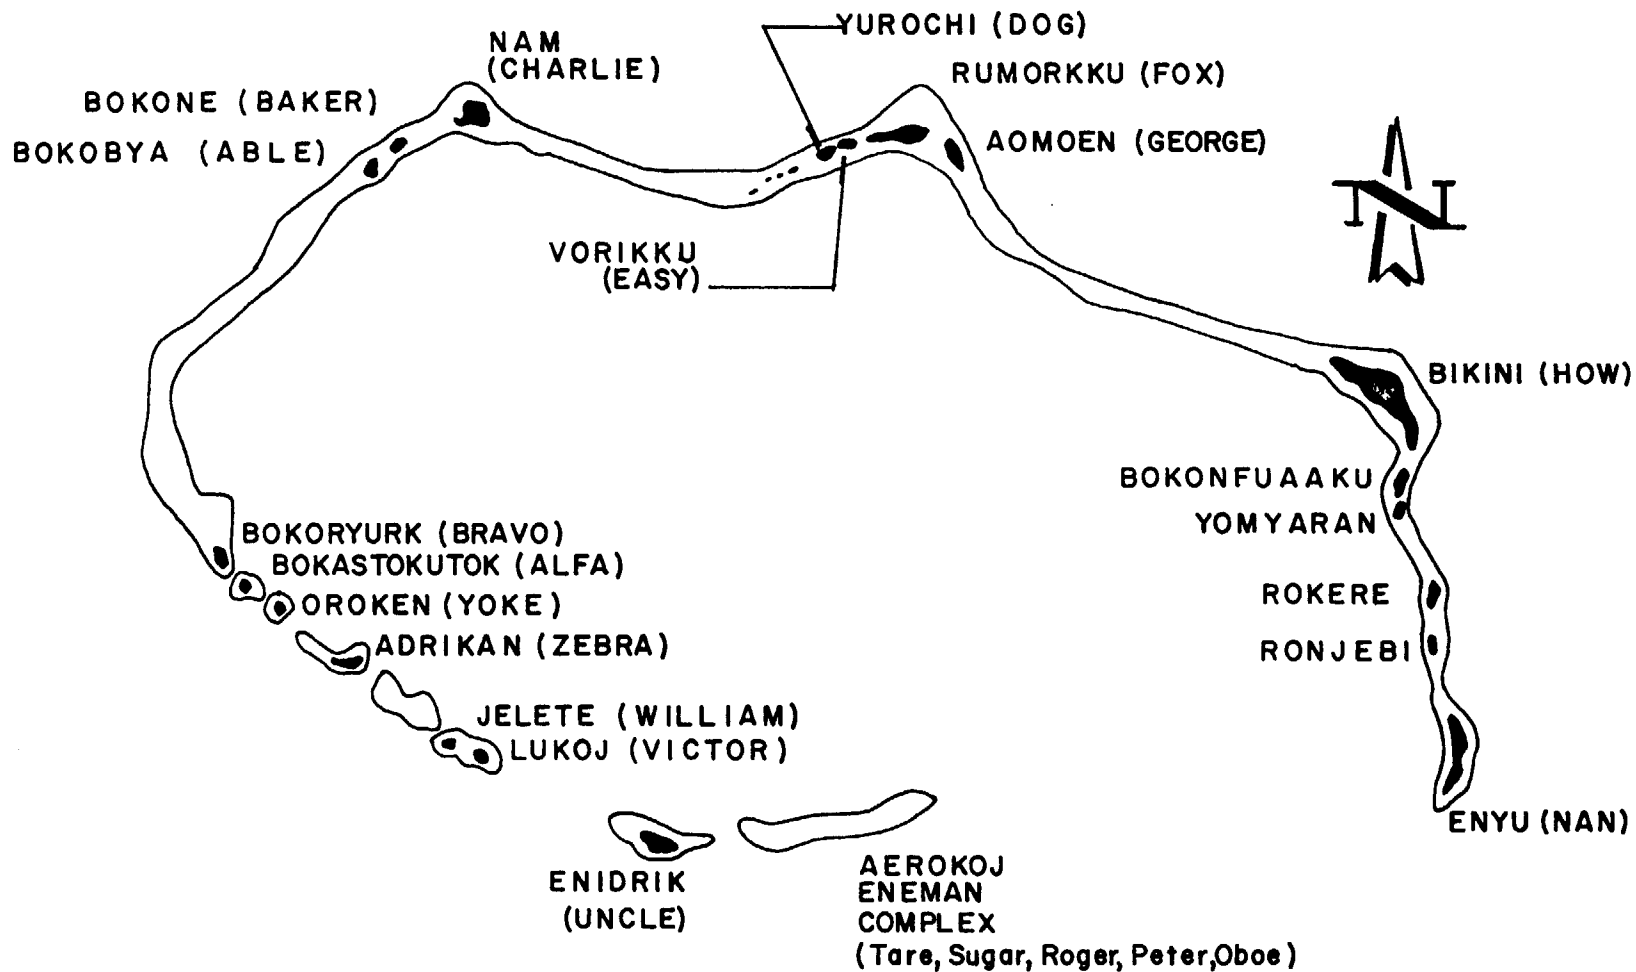 YUROCHI (DOG)
NAM
(CHARLIE)
RUMORKKU (FOX)
BOKONE (BAKER)
BOKOBYA (ABLE)
AOMOEN (GEORGE)
N
VORIKKU
(EASY)
BIKINI (HOW)
BOKONFUAAKU
YOMYARAN
BOKORYURK (BRAVO)
BOKASTOKUTOK (ALFA)
OROKEN (YOKE)
ROKERE
ADRIKAN (ZEBRA)
RONJEBI
JELETE (WILLIAM)
LUKOJ (VICTOR)
ENYU (NAN)
ENIDRIK
(UNCLE)
AEROKOJ
ENEMAN
COMPLEX
(Tare, Sugar, Roger, Peter,Oboe)